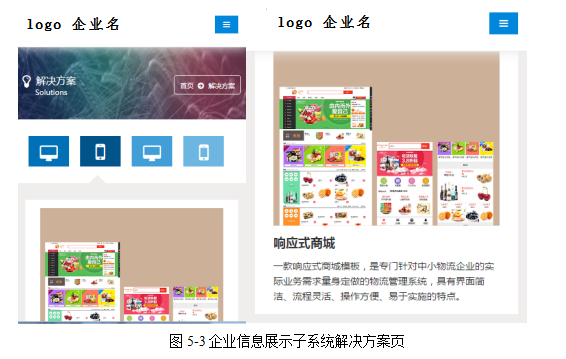 logo 企业名
解决方案
Solutions
首页 解决方案
logo 企业名
响应式商城
一款响应式商城模板，是专门针对中小物流企业的实
际业务需求量身定做的物流管理系统，具有界面简
洁、流程灵活、操作方便、易于实施的特点。
图 5-3 企业信息展示子系统解决方案页